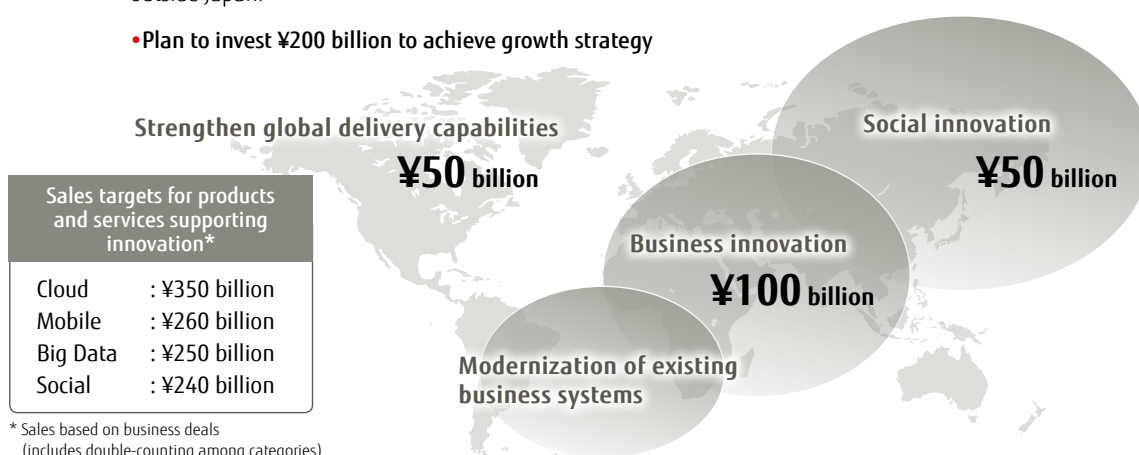 outside Japan.
•Plan to invest ¥200 billion to achieve growth strategy
Strengthen global delivery capabilities
¥50 billion
Social innovation
¥50 billion
Business innovation
¥100 billion
Modernization of existing
business systems
Sales targets for products
and services supporting
innovation*
Cloud : ¥350 billion
Mobile : ¥260 billion
Big Data : ¥250 billion
Social : ¥240 billion
* Sales based on business deals
(includes double-counting among categories)